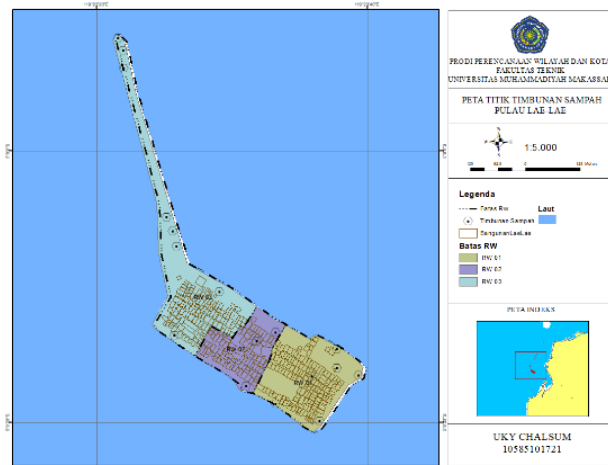 PRODI PERENCANAAN WILAYAH DAN KOTA
FAKULTAS TEKNIK
UNIVERSITAS MUHAMMADIYAH MAKASSAR
PETA TITIK TIMBUNAN SAMPAH
PULAU LAE-LAE
1:5.000
Legenda
Batas RW
Laut
Timbunan Sampah
BangunanLaeLae
Batas RW
RW 01
RW 02
RW 03
PETA INDEKS
UKY CHALSUM
10585101721